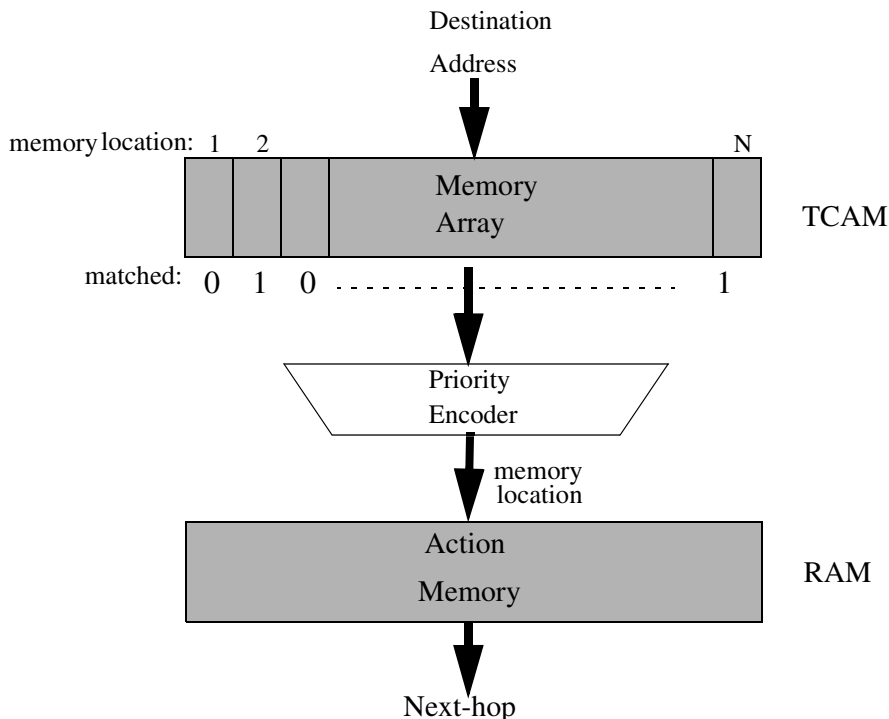 Destination
Address
memory location: 1 2 N
Memory
Array
TCAM
matched: 0 1 0 1
Priority
Encoder
memory
location
Action
Memory
RAM
Next-hop